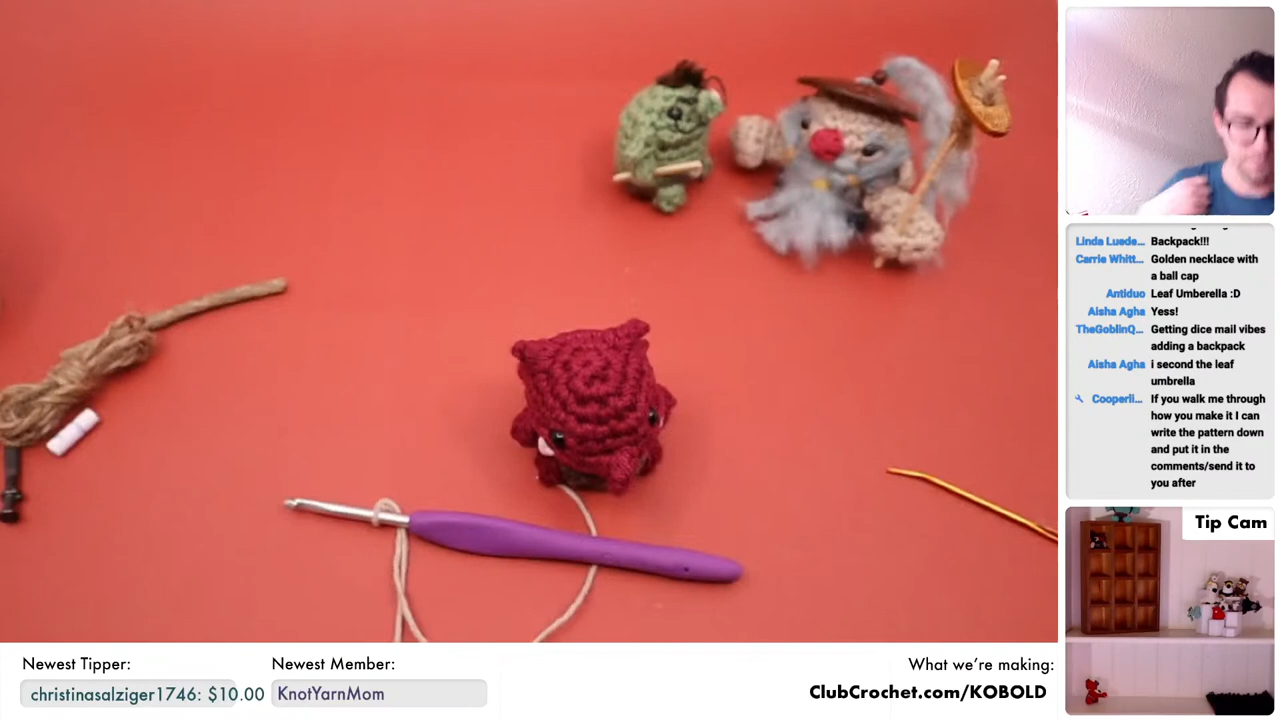 Linda Luede... Backpack!!!
Carrie Whitt... Golden necklace with
a ball cap
Antiduo Leaf Umberella :D
Aisha Agha Yess!
TheGoblinQ... Getting dice mail vibes
adding a backpack
Aisha Agha i second the leaf
umbrella
Cooperli... If you walk me through
how you make it I can
write the pattern down
and put it in the
comments/send it to
you after
Tip Cam
Newest Tipper:
christinasalziger1746: $10.00
Newest Member:
KnotYarnMom
What we're making:
ClubCrochet.com/KOBOLD